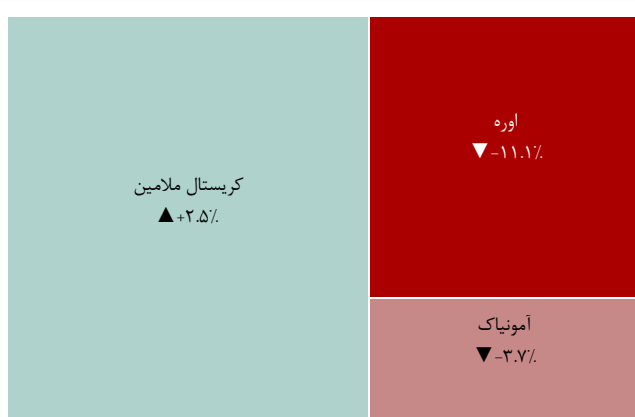 اوره
▼ -۱۱.۱٪
کریستال ملامین
▲ +۲.۵٪
آمونیاک
▼ -۳.۷٪